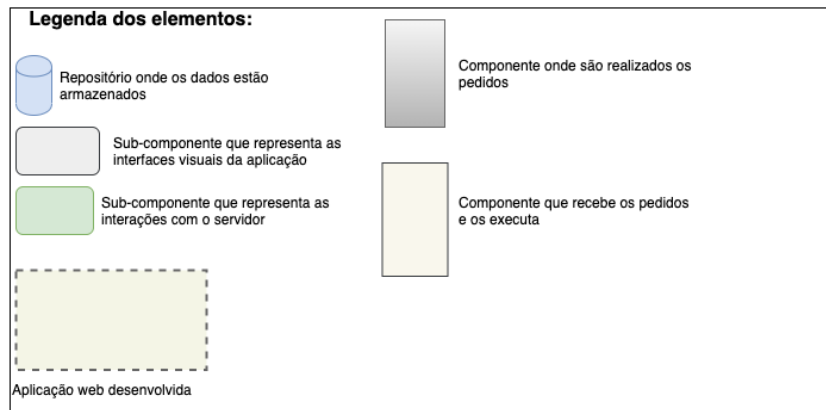 Legenda dos elementos:
Repositório onde os dados estão
armazenados
Sub-componente que representa as
interfaces visuais da aplicação
Sub-componente que representa as
interações com o servidor
Aplicação web desenvolvida
Componente onde são realizados os
pedidos
Componente que recebe os pedidos
e os executa